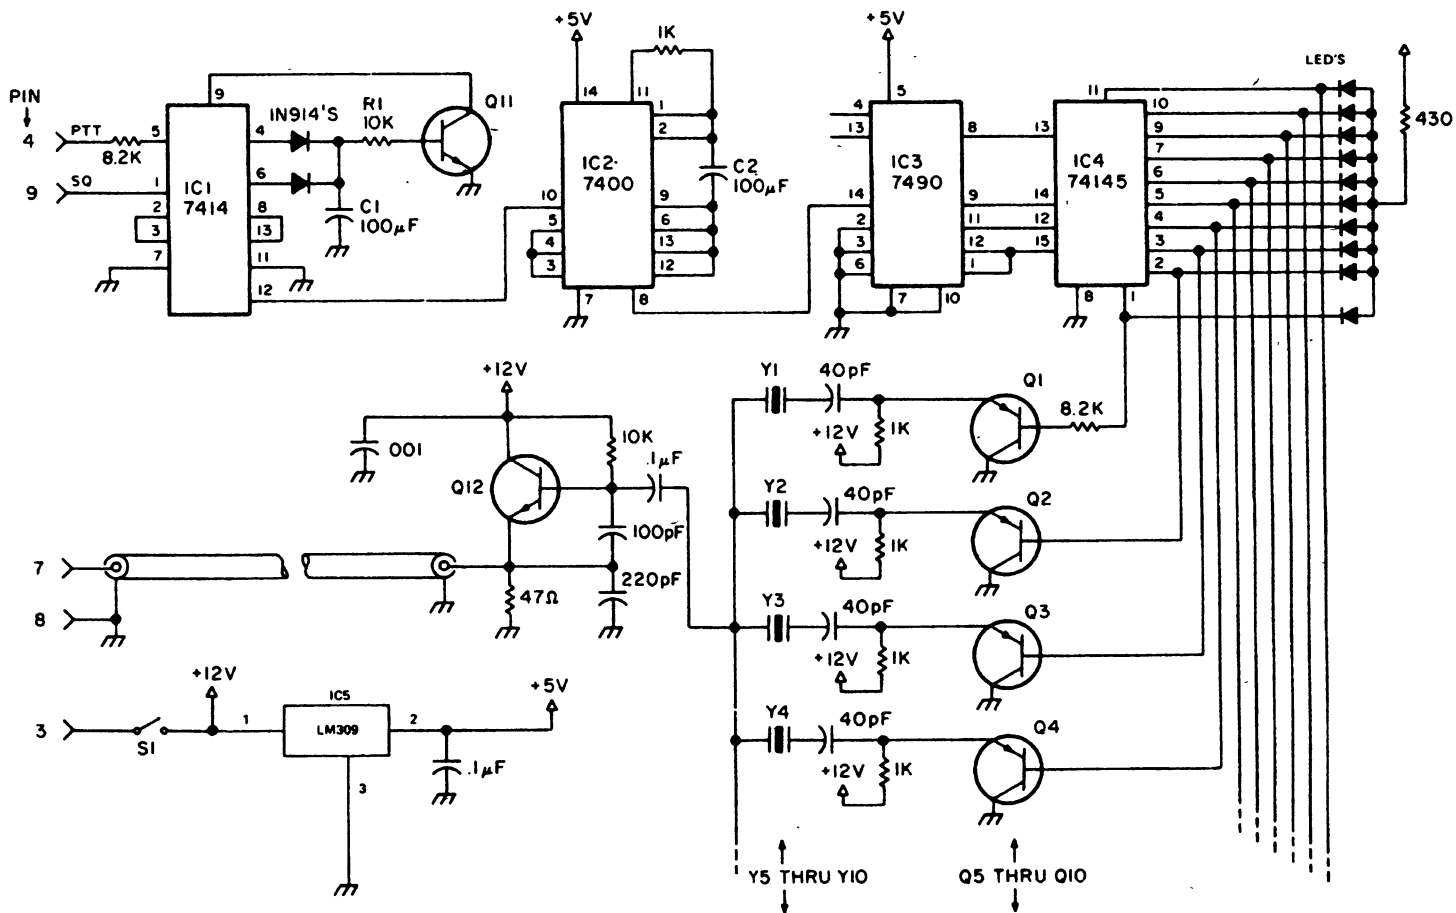 +5V
1K
+5V
LED'S
PIN
4
PTT
8.2K
9
SQ
9
5
1
2
3
7
IC1
7414
4
6
8
13
11
12
1N914'S
R1
10K
Q11
C1
100µF
14
11
1
2
IC2
7400
10
5
4
3
9
6
13
12
7
8
C2
100µF
5
4
13
IC3
7490
14
2
3
6
8
9
11
12
1
7
10
11
13
14
12
15
IC4
74145
10
9
7
6
5
4
3
2
8
1
430
+12V
001
10K
.1µF
Q12
100pF
220pF
47Ω
7
8
Y1
40pF
+12V
1K
Q1
8.2K
Y2
40pF
+12V
1K
Q2
Y3
40pF
+12V
1K
Q3
Y4
40pF
+12V
1K
Q4
3
S1
+12V
1
IC5
LM309
2
3
+5V
.1µF
Y5 THRU Y10
Q5 THRU Q10